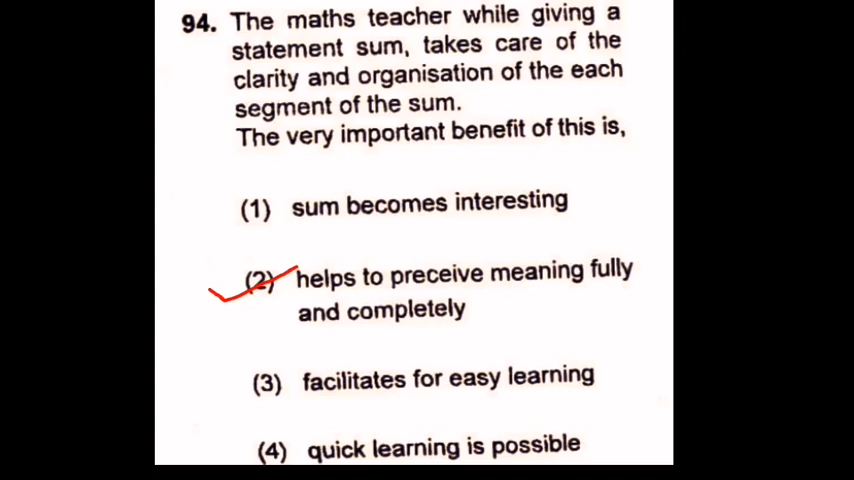 94. The maths teacher while giving a
statement sum, takes care of the
clarity and organisation of the each
segment of the sum.
The very important benefit of this is,
(1) sum becomes interesting
(2) helps to preceive meaning fully
and completely
(3) facilitates for easy learning
(4) quick learning is possible